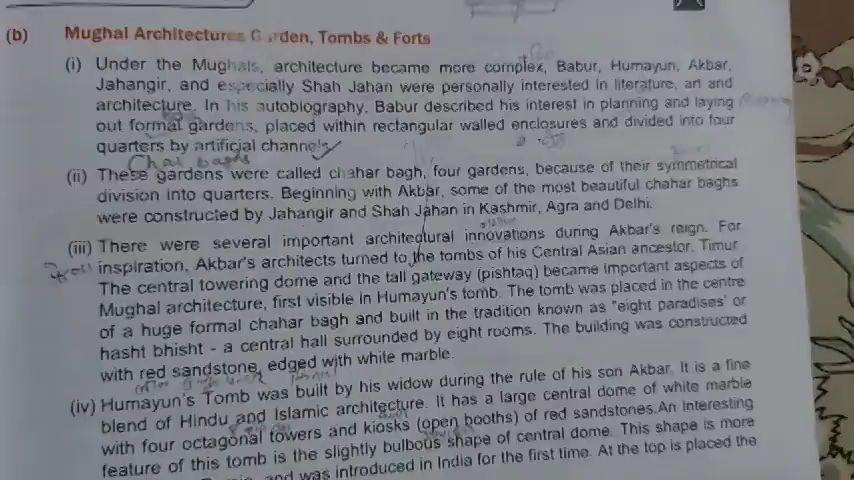 (b) Mughal Architectures Garden, Tombs & Forts
(i) Under the Mughals, architecture became more complex, Babur, Humayun, Akbar,
Jahangir, and especially Shah Jahan were personally interested in literature, art and
architecture. In his autobiography, Babur described his interest in planning and laying
out formal gardens, placed within rectangular walled enclosures and divided into four
quarters by artificial channels
Char bagh
(ii) These gardens were called chahar bagh, four gardens, because of their symmetrical
division into quarters. Beginning with Akbar, some of the most beautiful chahar baghs
were constructed by Jahangir and Shah Jahan in Kashmir, Agra and Delhi.
(iii) There were several important architectural innovations during Akbar's reign. For
inspiration, Akbar's architects turned to the tombs of his Central Asian ancestor, Timur
The central towering dome and the tall gateway (pishtaq) became important aspects of
Mughal architecture, first visible in Humayun's tomb. The tomb was placed in the centre
of a huge formal chahar bagh and built in the tradition known as "eight paradises' or
hasht bhisht - a central hall surrounded by eight rooms. The building was constructed
with red sandstone, edged with white marble.
(iv) Humayun's Tomb was built by his widow during the rule of his son Akbar. It is a fine
blend of Hindu and Islamic architecture. It has a large central dome of white marble
with four octagonal towers and kiosks (open booths) of red sandstones.An interesting
feature of this tomb is the slightly bulbous shape of central dome. This shape is more
and was introduced in India for the first time. At the top is placed the